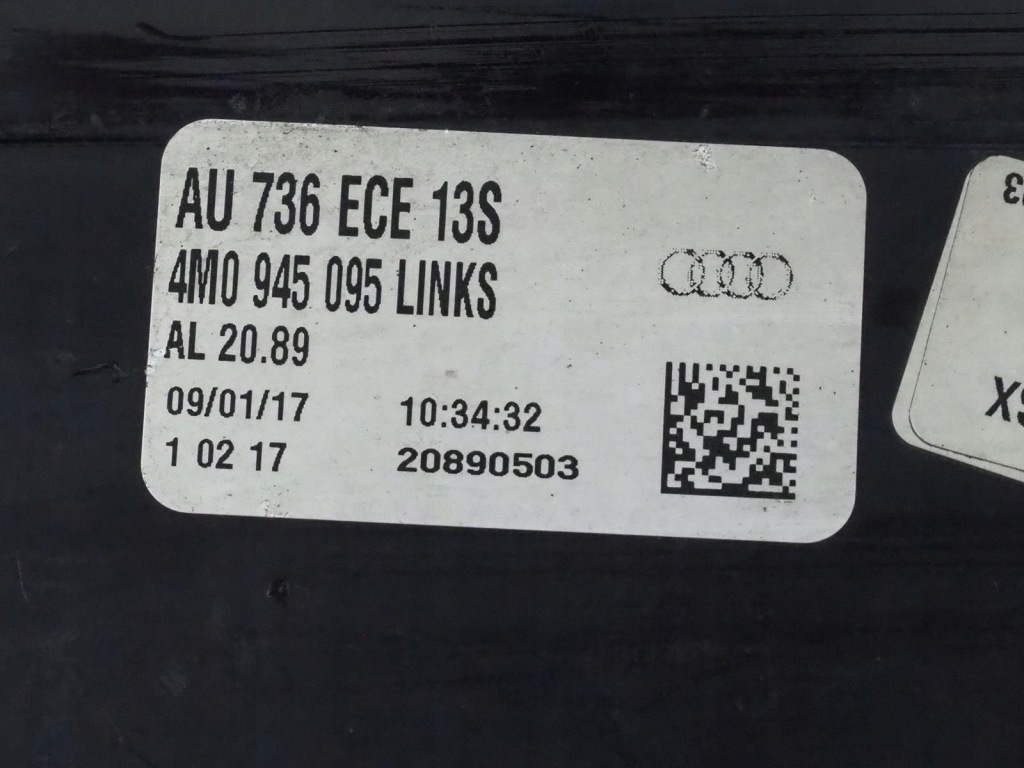 AU 736 ECE 13S
4M0 945 095 LINKS
AL 20.89
09/01/17 10:34:32
1 02 17 20890503